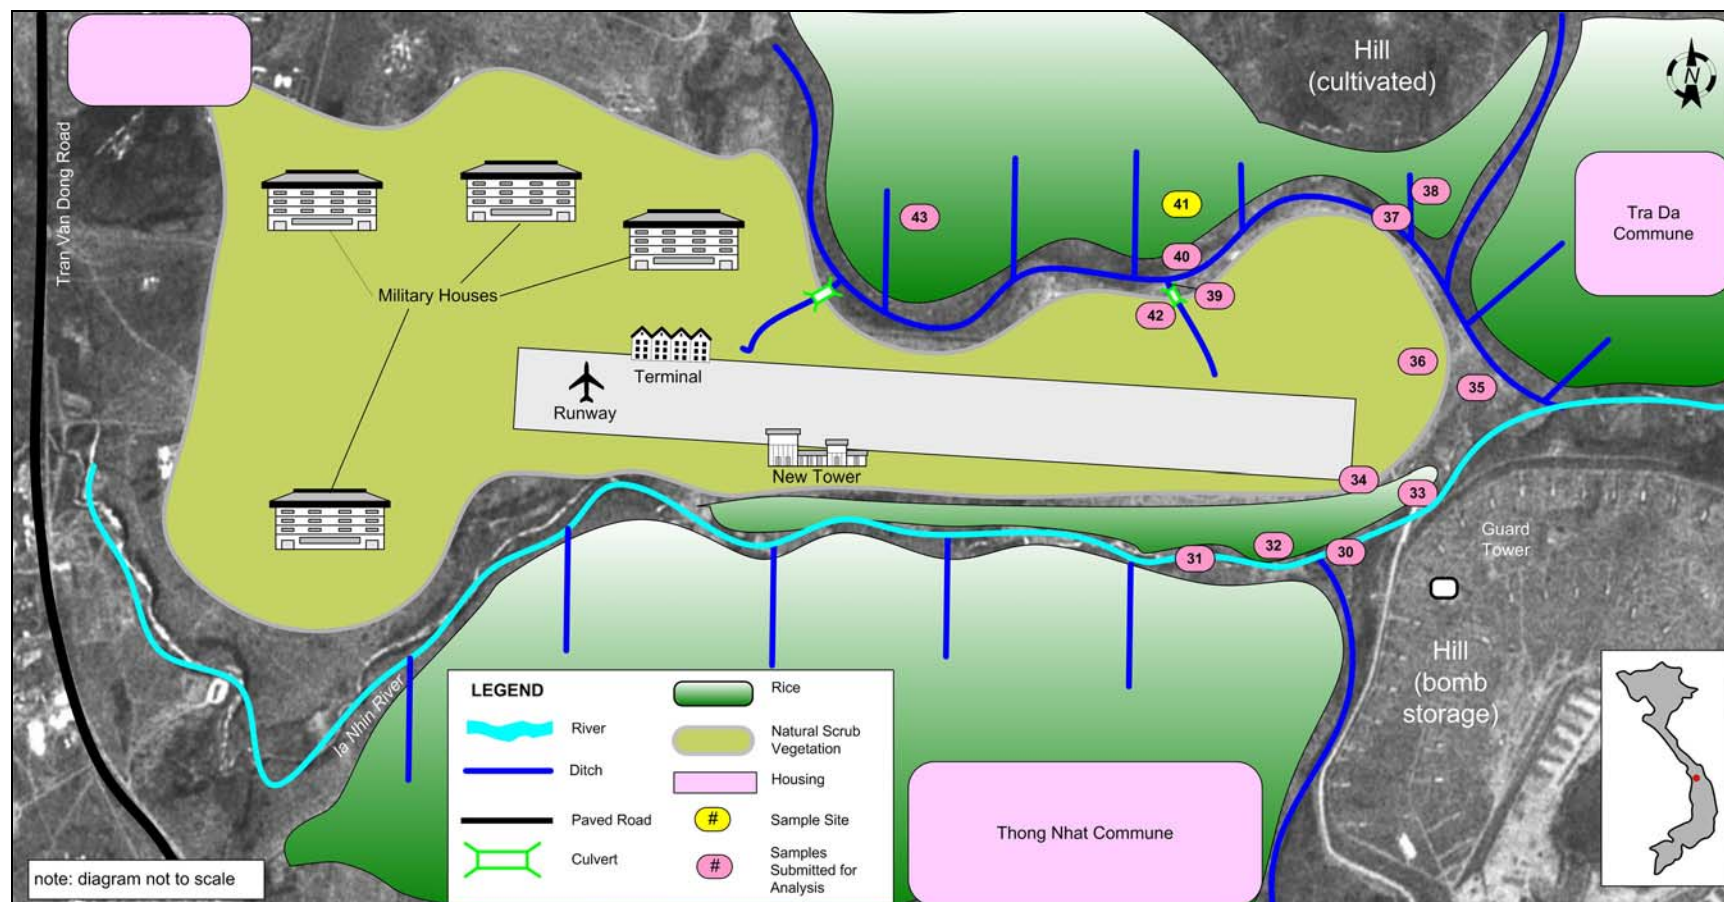 Hill
(cultivated)
N
Tran Van Dong Road
41
38
43
37
Tra Da
Commune
40
39
42
Military Houses
36
35
Terminal
Runway
New Tower
34
33
Guard
Tower
32
30
31
Hill
(bomb
storage)
Ia Nhin River
LEGEND
River
Ditch
Paved Road
Culvert
Rice
Natural Scrub
Vegetation
Housing
#
Sample Site
#
Samples
Submitted for
Analysis
Thong Nhat Commune
note: diagram not to scale